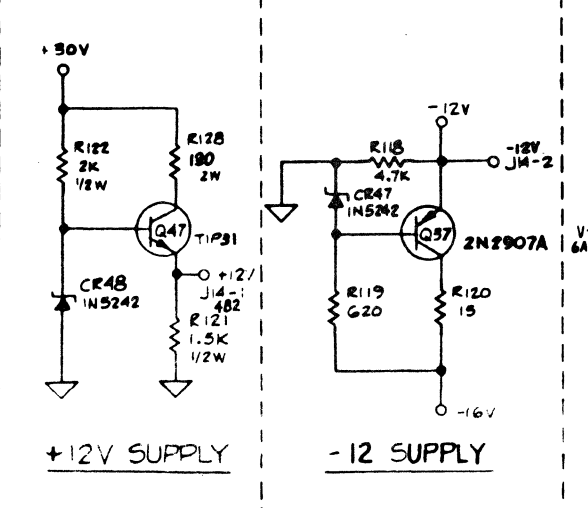 +30V
R122
2K
1/2W
R128
180
2W
Q47
TIP31
CR48
1N5242
+12V
J14-1
482
R121
1.5K
1/2W
+12V SUPPLY
-12V
R118
4.7K
-12V
J14-2
CR47
1N5242
Q37
2N2907A
R119
620
R120
15
-16V
-12 SUPPLY
V
6A